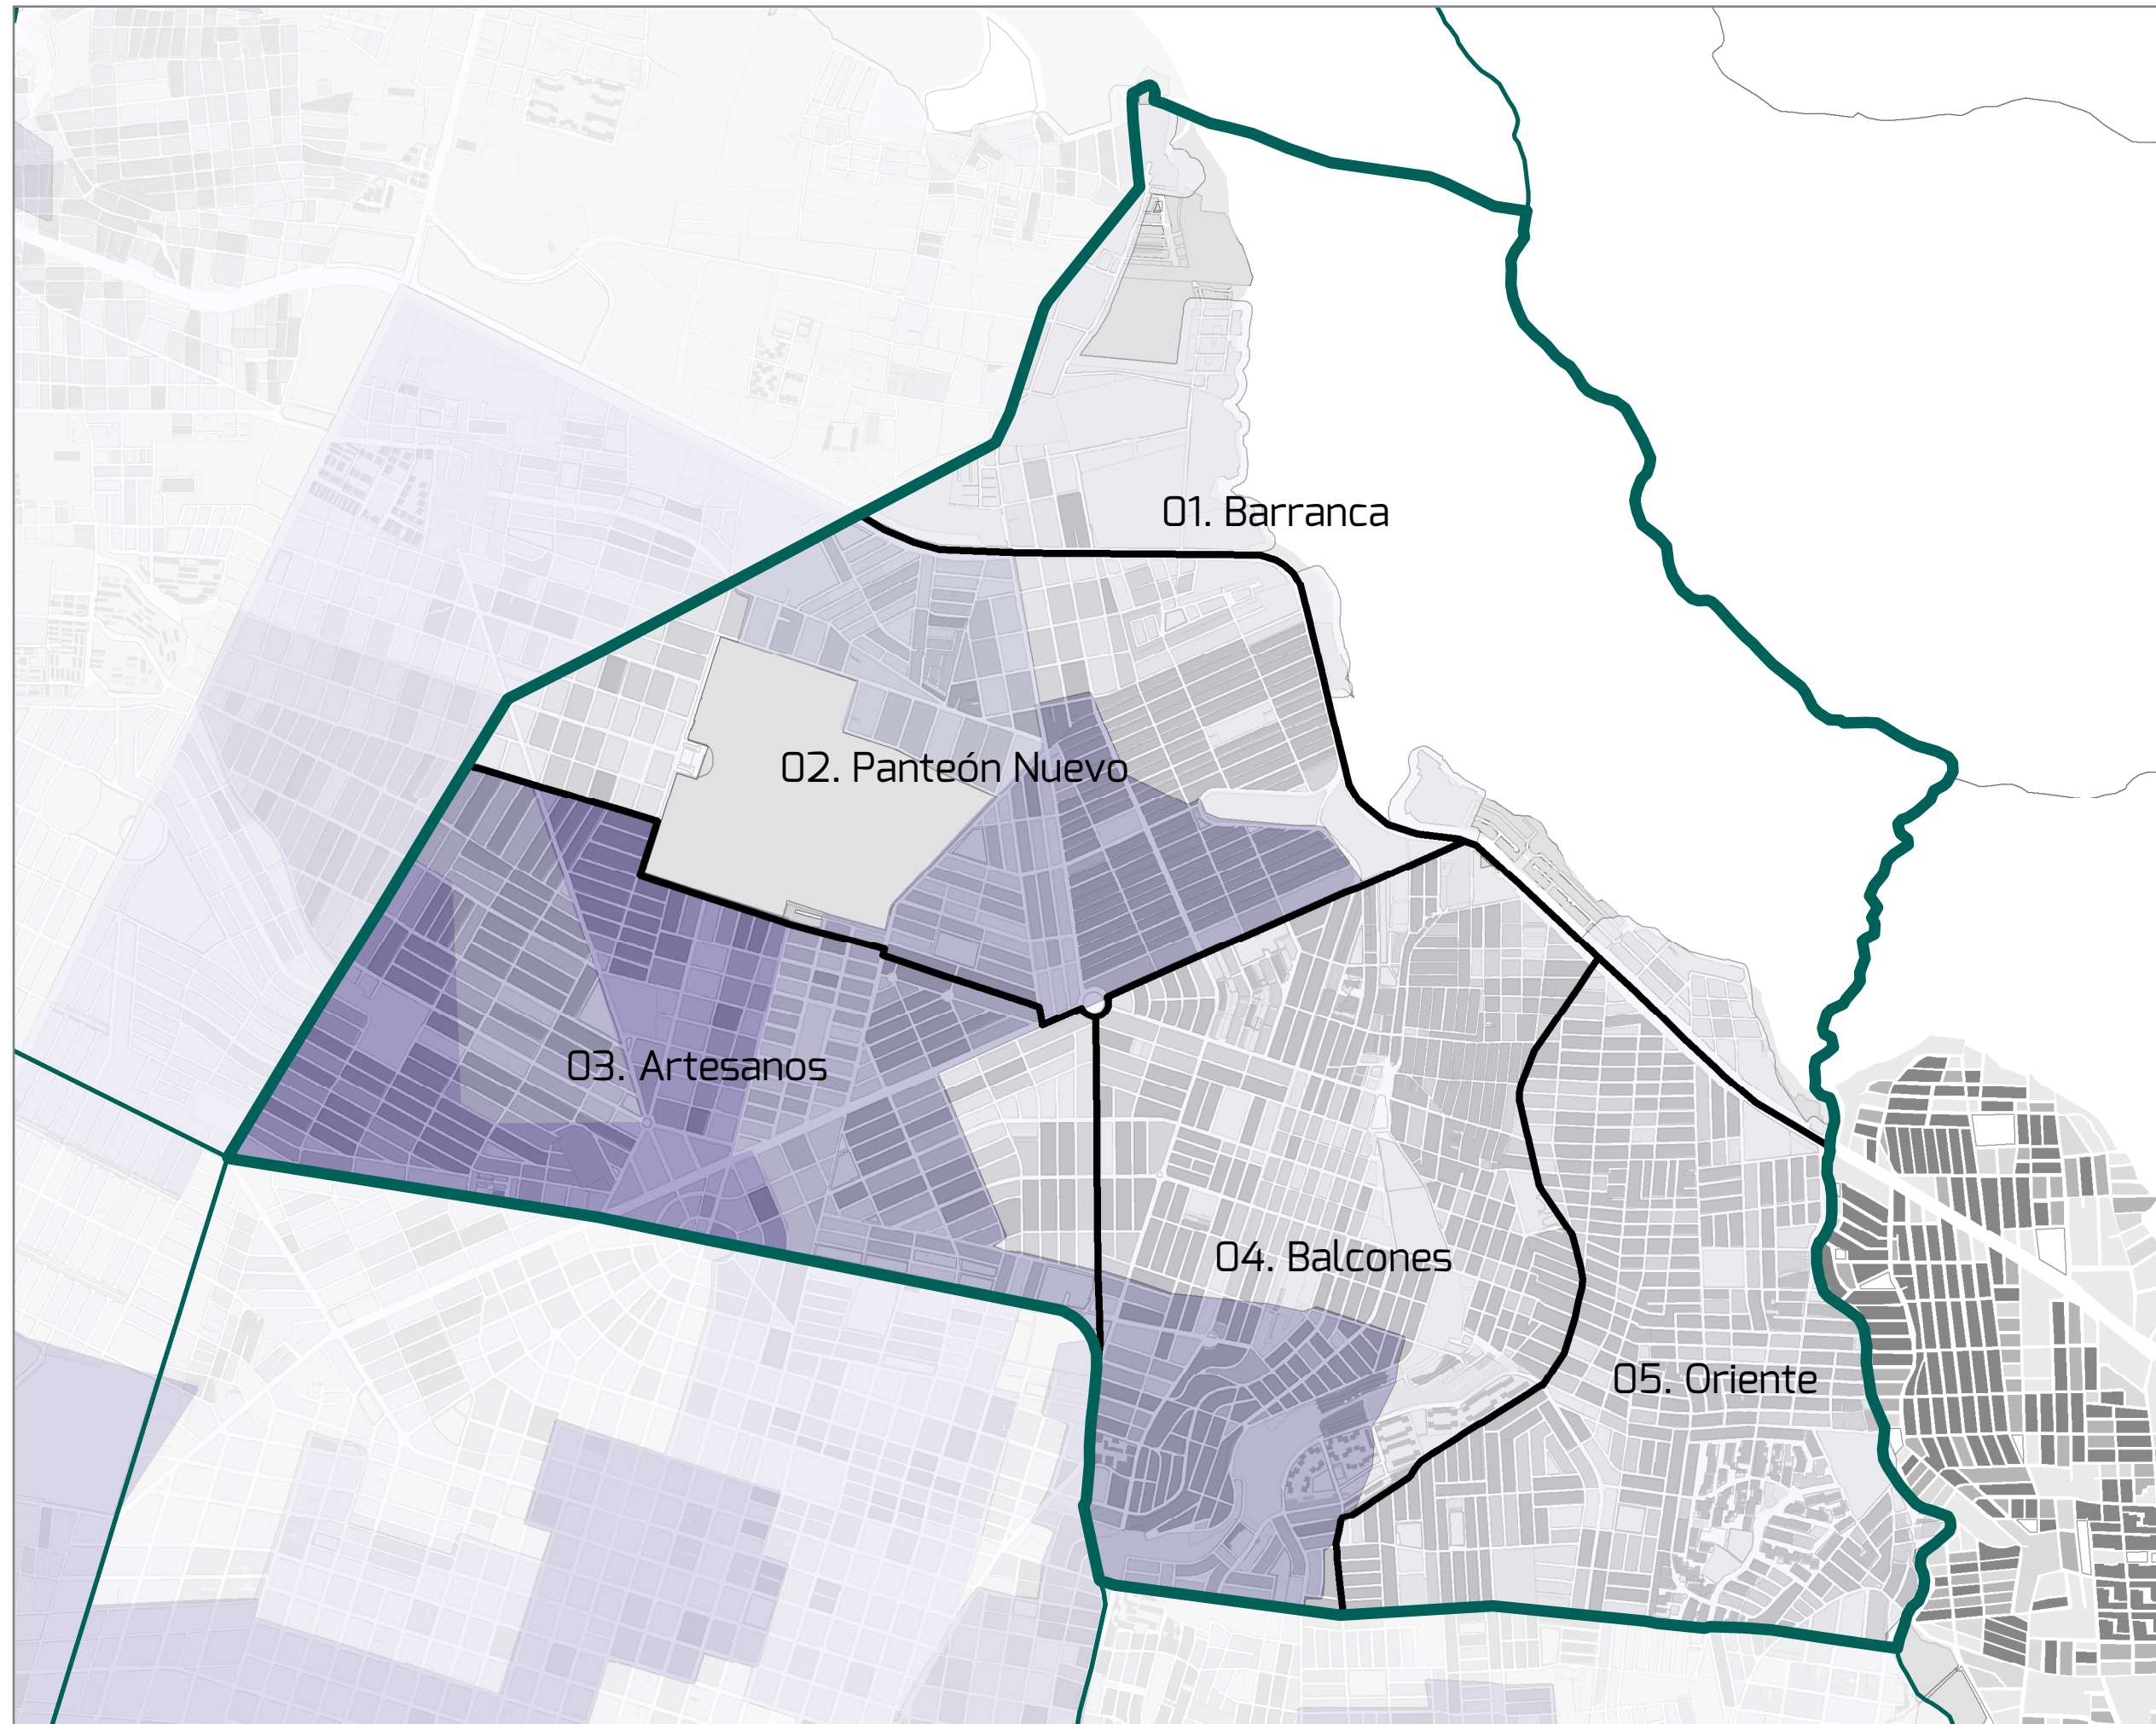 01. Barranca
02. Panteón Nuevo
03. Artesanos
04. Balcones
05. Oriente